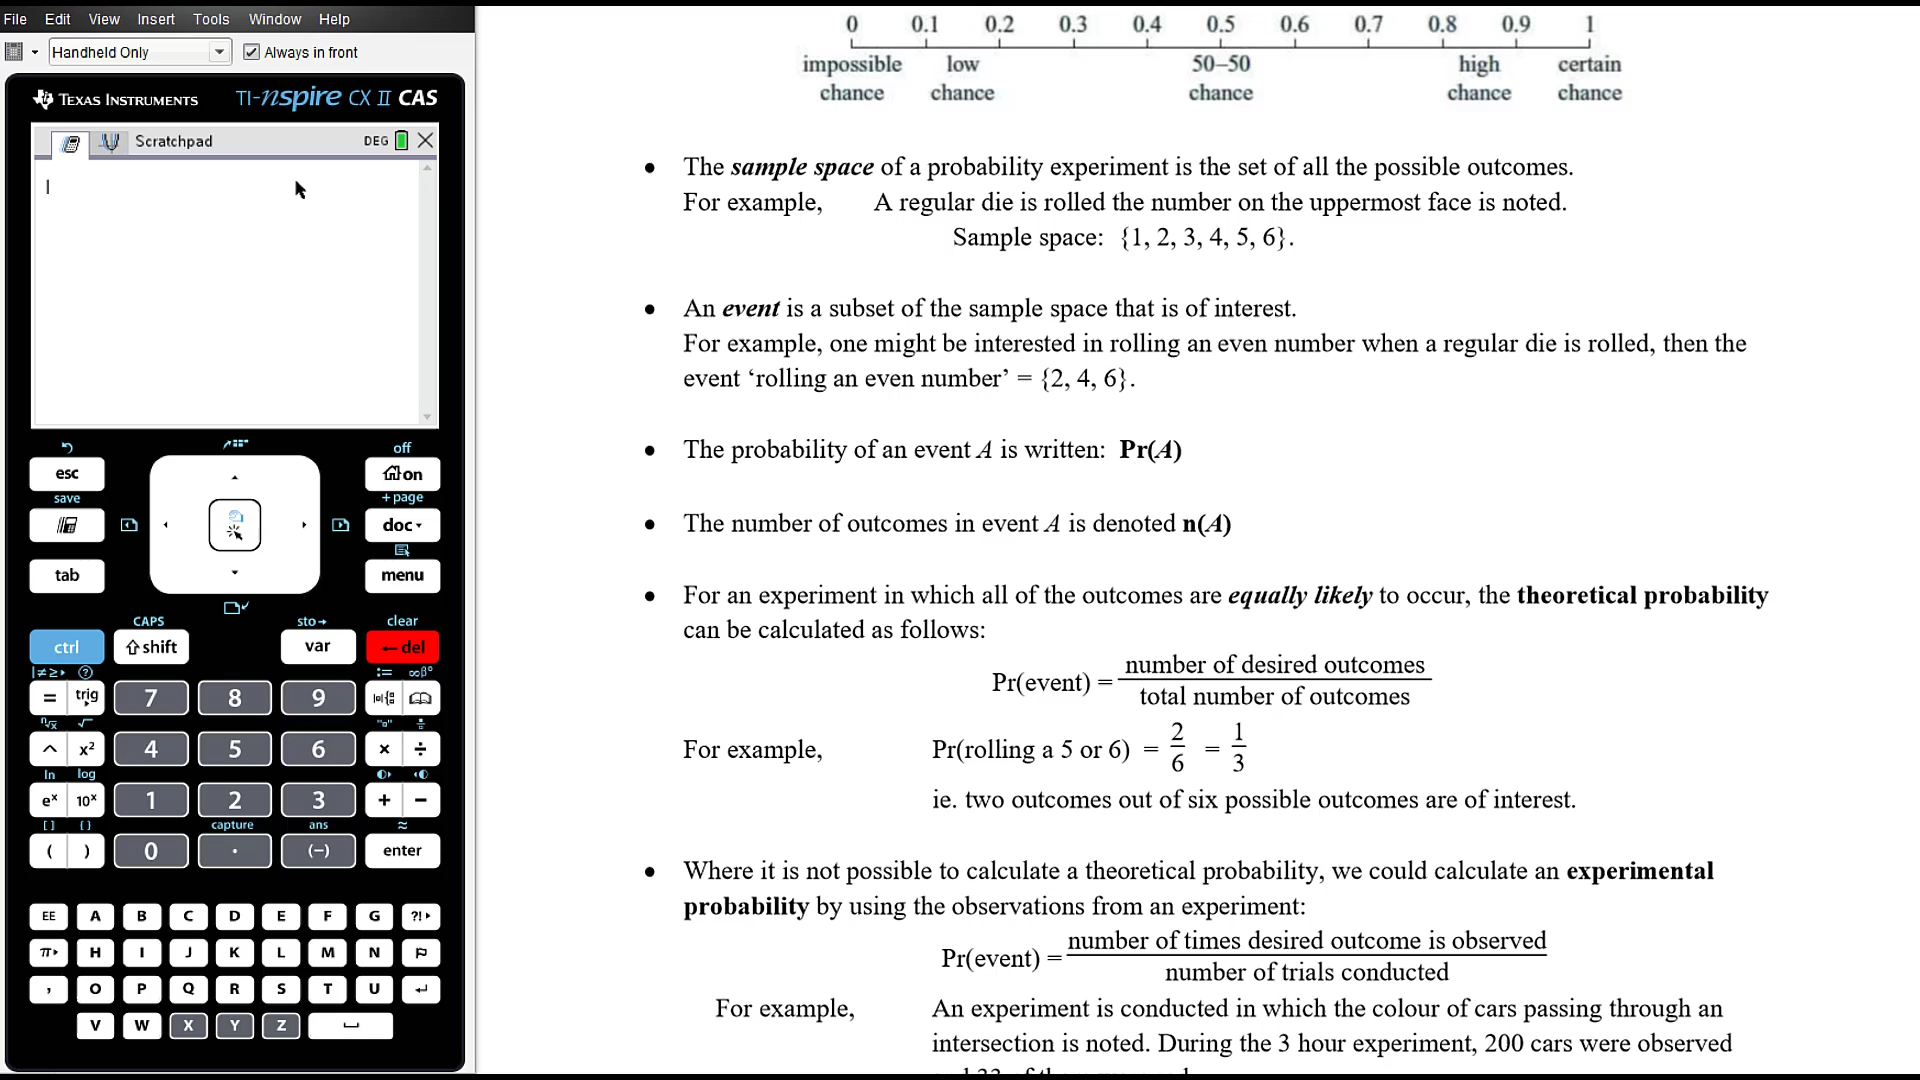 File Edit View Insert Tools Window Help
Handheld Only Always in front
TEXAS INSTRUMENTS TI-nspire CX II CAS
Scratchpad DEG
off
esc on
save + page
doc
tab menu
CAPS sto→ clear
ctrl shift var ←del
|≠≥▸ ? := ∞β°
= trig 7 8 9
ⁿ√x √ "▫"
^ x² 4 5 6 × ÷
ln log
eˣ 10ˣ 1 2 3 + −
[ ] { } capture ans ≈
( ) 0 . (−) enter
EE A B C D E F G ?!▸
π▸ H I J K L M N
, O P Q R S T U
V W X Y Z
0 0.1 0.2 0.3 0.4 0.5 0.6 0.7 0.8 0.9 1
impossible low 50–50 high certain
chance chance chance chance chance
• The sample space of a probability experiment is the set of all the possible outcomes.
For example, A regular die is rolled the number on the uppermost face is noted.
Sample space: {1, 2, 3, 4, 5, 6}.
• An event is a subset of the sample space that is of interest.
For example, one might be interested in rolling an even number when a regular die is rolled, then the
event ‘rolling an even number’ = {2, 4, 6}.
• The probability of an event A is written: Pr(A)
• The number of outcomes in event A is denoted n(A)
• For an experiment in which all of the outcomes are equally likely to occur, the theoretical probability
can be calculated as follows:
Pr(event) = number of desired outcomes / total number of outcomes
For example, Pr(rolling a 5 or 6) = 2/6 = 1/3
ie. two outcomes out of six possible outcomes are of interest.
• Where it is not possible to calculate a theoretical probability, we could calculate an experimental
probability by using the observations from an experiment:
Pr(event) = number of times desired outcome is observed / number of trials conducted
For example, An experiment is conducted in which the colour of cars passing through an
intersection is noted. During the 3 hour experiment, 200 cars were observed